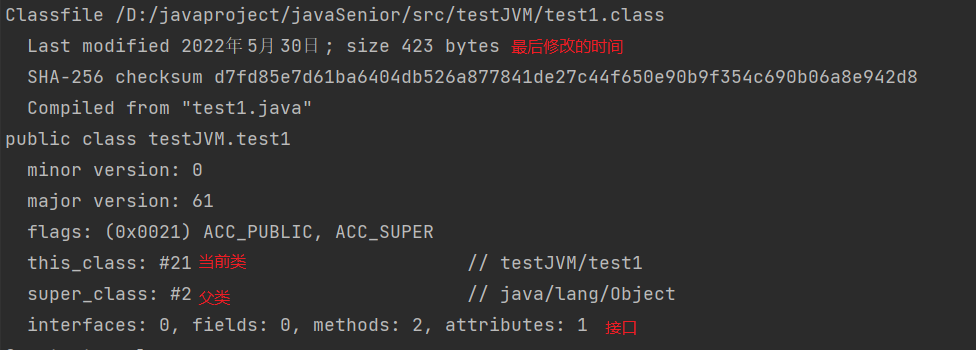 Classfile /D:/javaproject/javaSenior/src/testJVM/test1.class
Last modified 2022年5月30日; size 423 bytes 最后修改的时间
SHA-256 checksum d7fd85e7d61ba6404db526a877841de27c44f650e90b9f354c690b06a8e942d8
Compiled from "test1.java"
public class testJVM.test1
minor version: 0
major version: 61
flags: (0x0021) ACC_PUBLIC, ACC_SUPER
this_class: #21 当前类 // testJVM/test1
super_class: #2 父类 // java/lang/Object
interfaces: 0, fields: 0, methods: 2, attributes: 1 接口